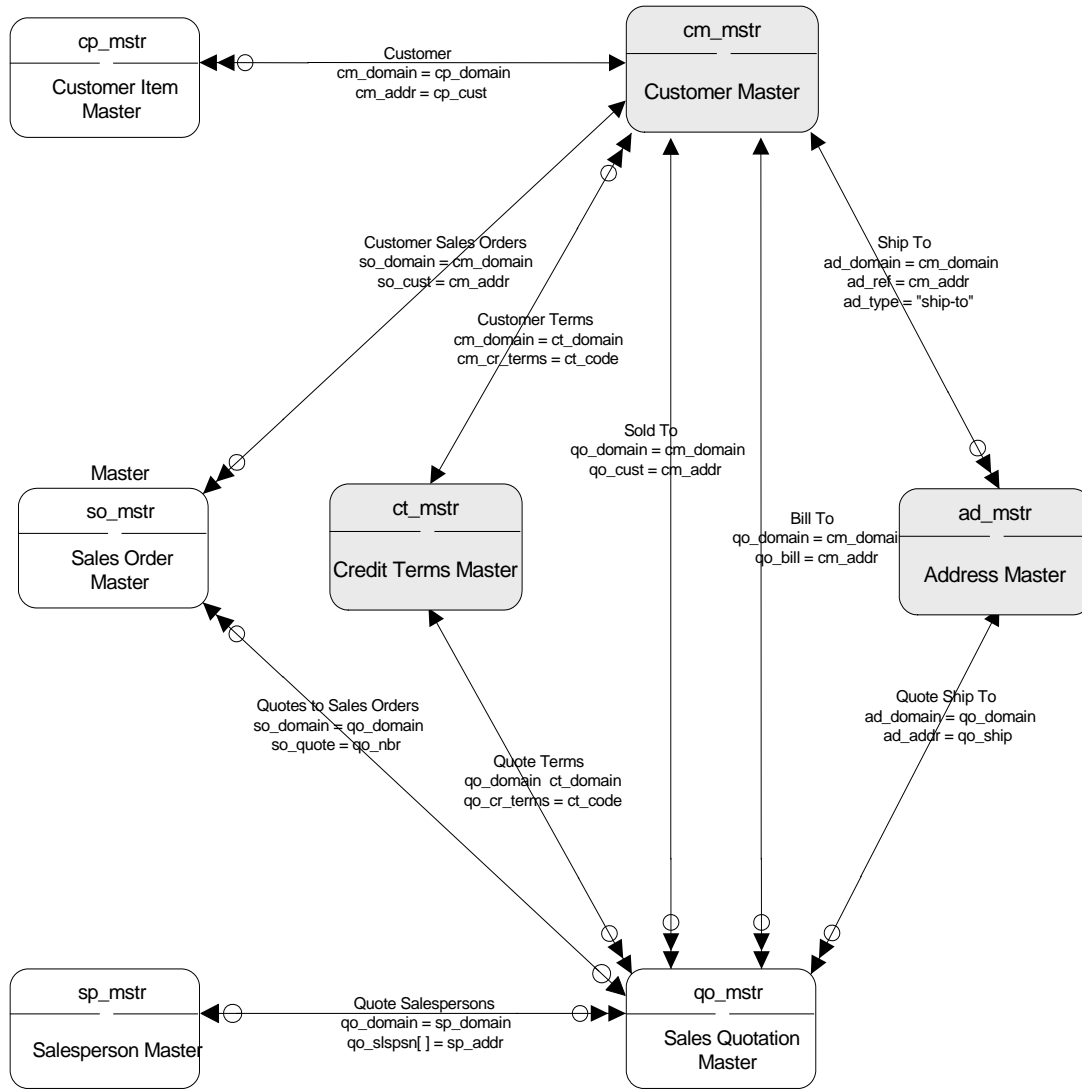 cp_mstr
Customer Item
Master
Customer
cm_domain = cp_domain
cm_addr = cp_cust
cm_mstr
Customer Master
Customer Sales Orders
so_domain = cm_domain
so_cust = cm_addr
Ship To
ad_domain = cm_domain
ad_ref = cm_addr
ad_type = "ship-to"
Customer Terms
cm_domain = ct_domain
cm_cr_terms = ct_code
Sold To
qo_domain = cm_domain
qo_cust = cm_addr
Master
so_mstr
Sales Order
Master
ct_mstr
Credit Terms Master
Bill To
qo_domain = cm_domai
qo_bill = cm_addr
ad_mstr
Address Master
Quotes to Sales Orders
so_domain = qo_domain
so_quote = qo_nbr
Quote Terms
qo_domain  ct_domain
qo_cr_terms = ct_code
Quote Ship To
ad_domain = qo_domain
ad_addr = qo_ship
sp_mstr
Salesperson Master
Quote Salespersons
qo_domain = sp_domain
qo_slspsn[ ] = sp_addr
qo_mstr
Sales Quotation
Master